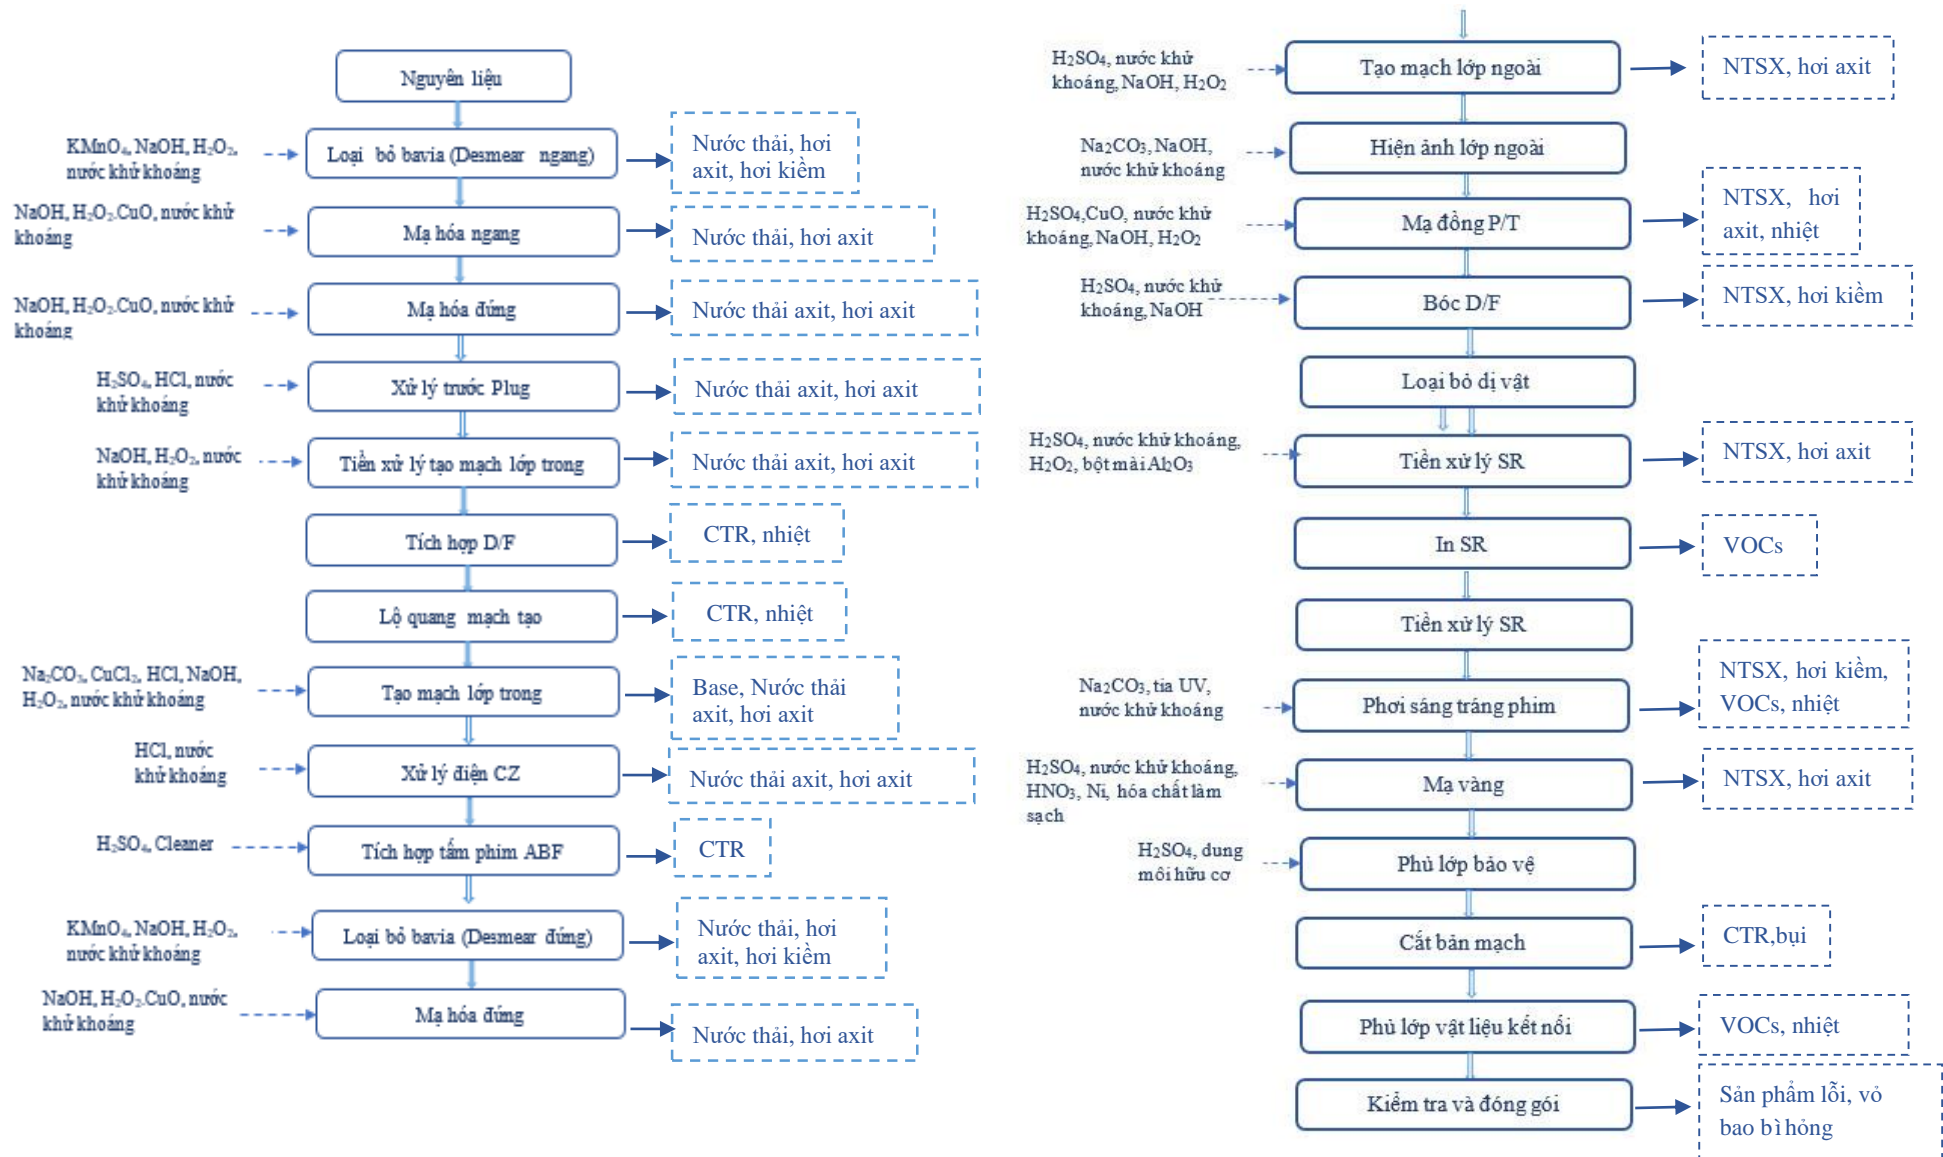 Nguyên liệu
KMnO₄, NaOH, H₂O₂,
nước khử khoáng
Loại bỏ bavia (Desmear ngang)
Nước thải, hơi
axit, hơi kiềm
NaOH, H₂O₂.CuO, nước khử
khoáng
Mạ hóa ngang
Nước thải, hơi axit
NaOH, H₂O₂.CuO, nước khử
khoáng
Mạ hóa đứng
Nước thải axit, hơi axit
H₂SO₄, HCl, nước
khử khoáng
Xử lý trước Plug
Nước thải axit, hơi axit
NaOH, H₂O₂, nước
khử khoáng
Tiền xử lý tạo mạch lớp trong
Nước thải axit, hơi axit
Tích hợp D/F
CTR, nhiệt
Lộ quang mạch tạo
CTR, nhiệt
Na₂CO₃, CuCl₂, HCl, NaOH,
H₂O₂, nước khử khoáng
Tạo mạch lớp trong
Base, Nước thải
axit, hơi axit
HCl, nước
khử khoáng
Xử lý điện CZ
Nước thải axit, hơi axit
H₂SO₄, Cleaner
Tích hợp tấm phim ABF
CTR
KMnO₄, NaOH, H₂O₂,
nước khử khoáng
Loại bỏ bavia (Desmear đứng)
Nước thải, hơi
axit, hơi kiềm
NaOH, H₂O₂.CuO, nước
khử khoáng
Mạ hóa đứng
Nước thải, hơi axit
H₂SO₄, nước khử
khoáng, NaOH, H₂O₂
Tạo mạch lớp ngoài
NTSX, hơi axit
Na₂CO₃, NaOH,
nước khử khoáng
Hiện ảnh lớp ngoài
H₂SO₄,CuO, nước khử
khoáng, NaOH, H₂O₂
Mạ đồng P/T
NTSX, hơi
axit, nhiệt
H₂SO₄, nước khử
khoáng, NaOH
Bóc D/F
NTSX, hơi kiềm
Loại bỏ dị vật
H₂SO₄, nước khử khoáng,
H₂O₂, bột mài Al₂O₃
Tiền xử lý SR
NTSX, hơi axit
In SR
VOCs
Tiền xử lý SR
Na₂CO₃, tia UV,
nước khử khoáng
Phơi sáng tráng phim
NTSX, hơi kiềm,
VOCs, nhiệt
H₂SO₄, nước khử khoáng,
HNO₃, Ni, hóa chất làm
sạch
Mạ vàng
NTSX, hơi axit
H₂SO₄, dung
môi hữu cơ
Phủ lớp bảo vệ
Cắt bản mạch
CTR,bụi
Phủ lớp vật liệu kết nối
VOCs, nhiệt
Kiểm tra và đóng gói
Sản phẩm lỗi, vỏ
bao bì hỏng